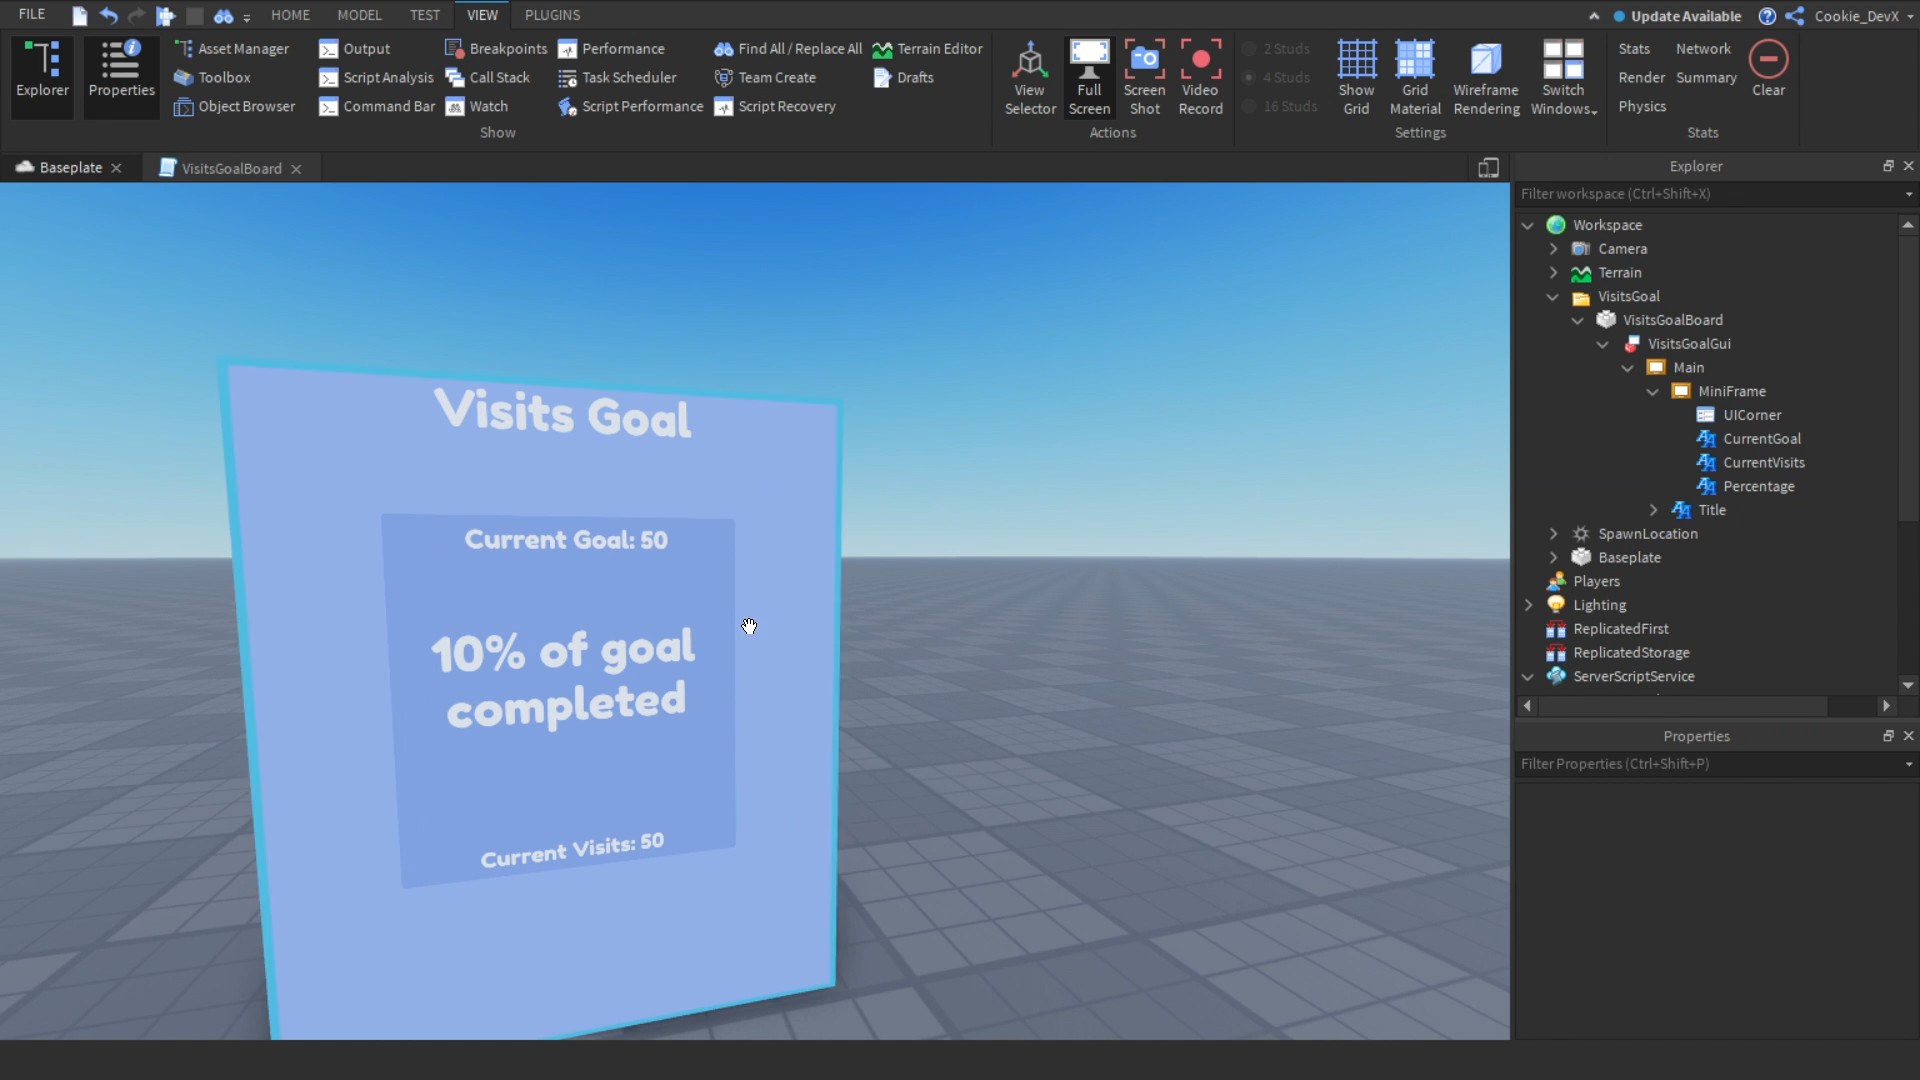 FILE HOME MODEL TEST VIEW PLUGINS Update Available Cookie_DevX
Explorer
Properties
Asset Manager
Toolbox
Object Browser
Output
Script Analysis
Command Bar
Breakpoints
Call Stack
Watch
Performance
Task Scheduler
Script Performance
Find All / Replace All
Team Create
Script Recovery
Terrain Editor
Drafts
Show
View
Selector
Full
Screen
Screen
Shot
Video
Record
Actions
2 Studs
4 Studs
16 Studs
Show
Grid
Grid
Material
Wireframe
Rendering
Switch
Windows
Settings
Stats
Network
Render
Summary
Physics
Clear
Stats
Baseplate
VisitsGoalBoard
Visits Goal
Current Goal: 50
10% of goal
completed
Current Visits: 50
Explorer
Filter workspace (Ctrl+Shift+X)
Workspace
Camera
Terrain
VisitsGoal
VisitsGoalBoard
VisitsGoalGui
Main
MiniFrame
UICorner
CurrentGoal
CurrentVisits
Percentage
Title
SpawnLocation
Baseplate
Players
Lighting
ReplicatedFirst
ReplicatedStorage
ServerScriptService
Properties
Filter Properties (Ctrl+Shift+P)